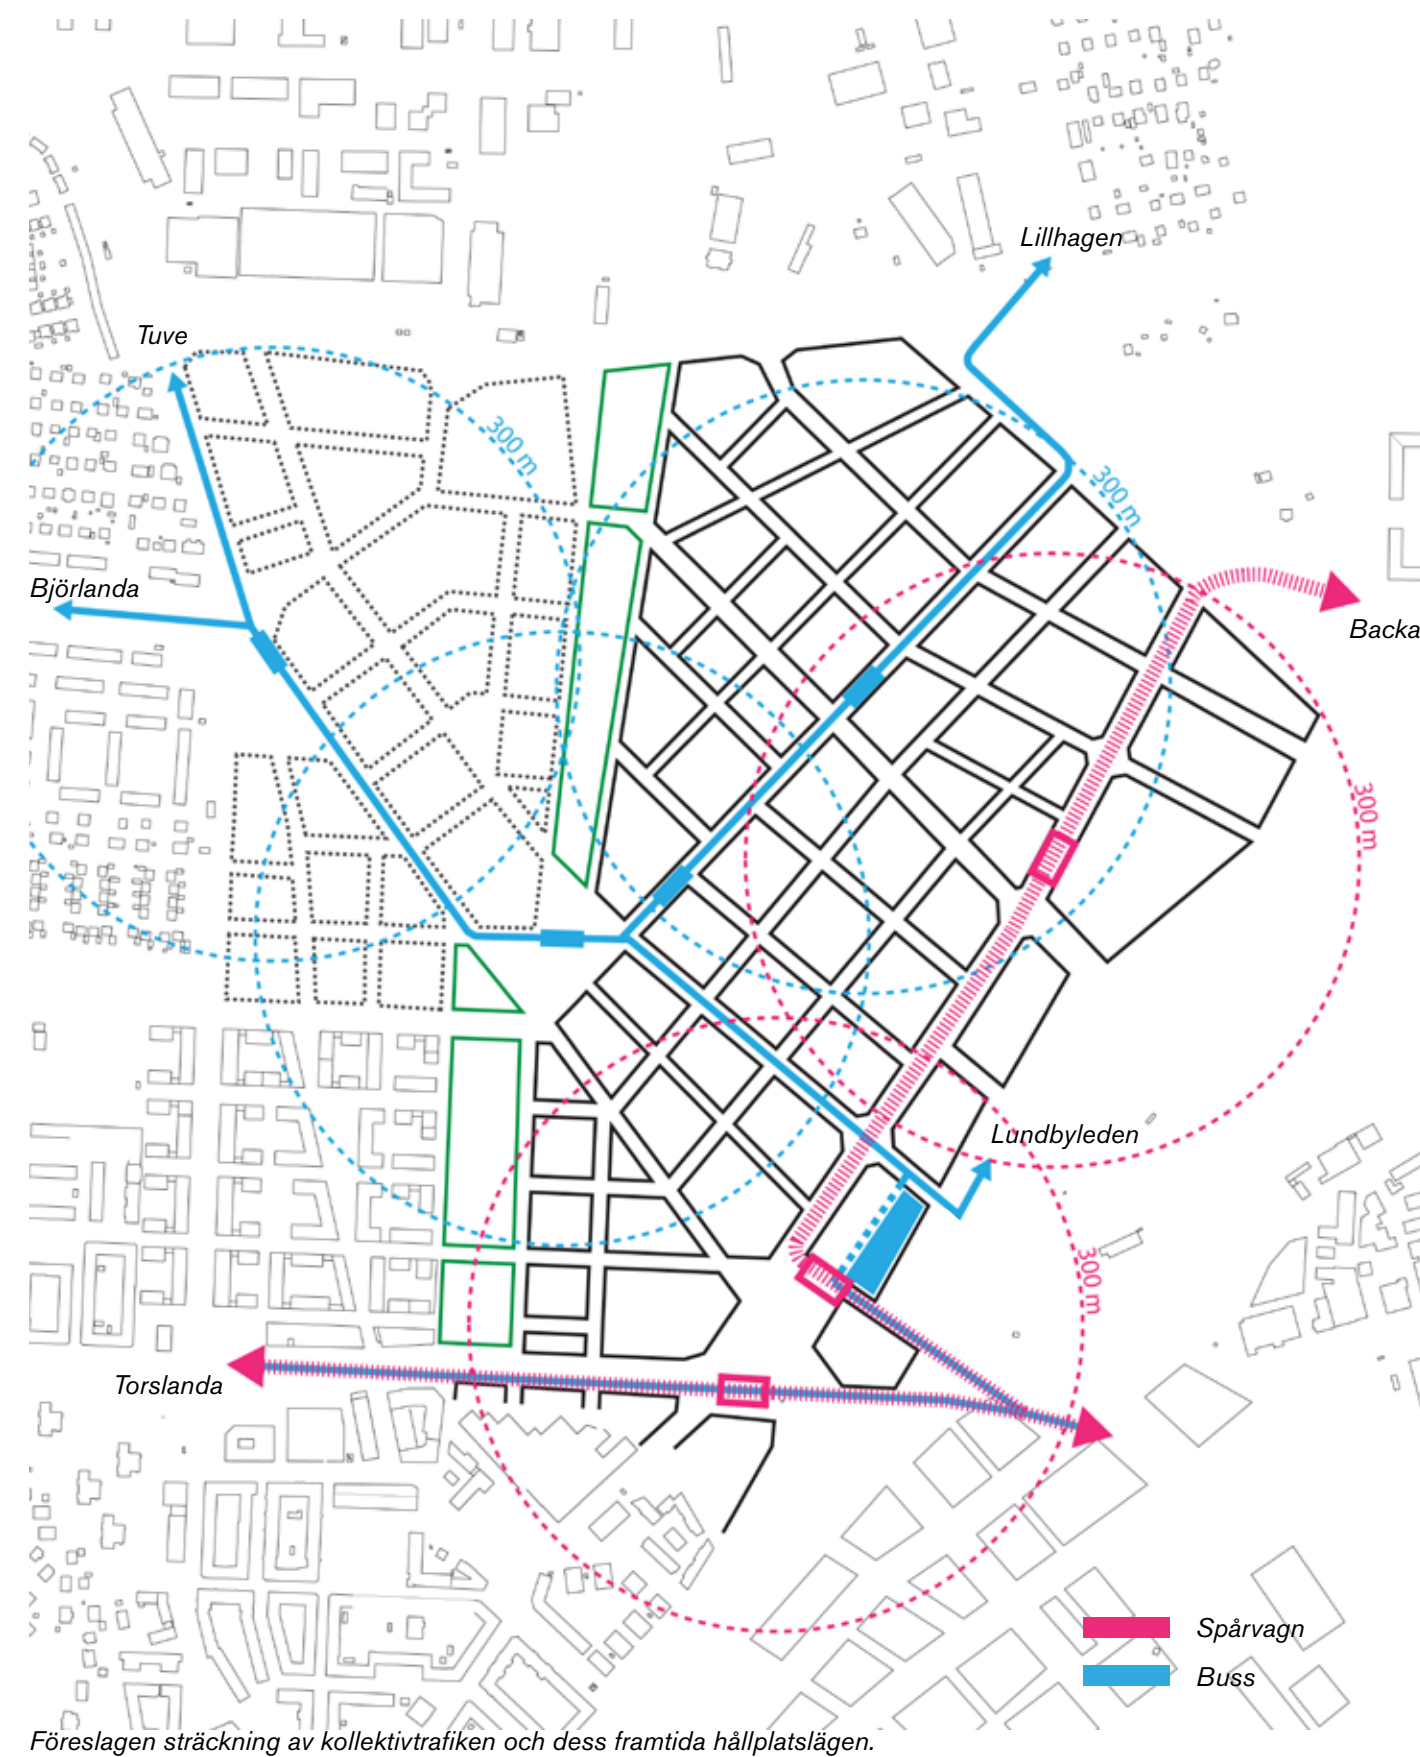 Lillhagen
Tuve
300 m
300 m
Björlanda
Backa
300 m
Lundbyleden
300 m
Torslanda
Spårvagn
Buss
Föreslagen sträckning av kollektivtrafiken och dess framtida hållplatslägen.